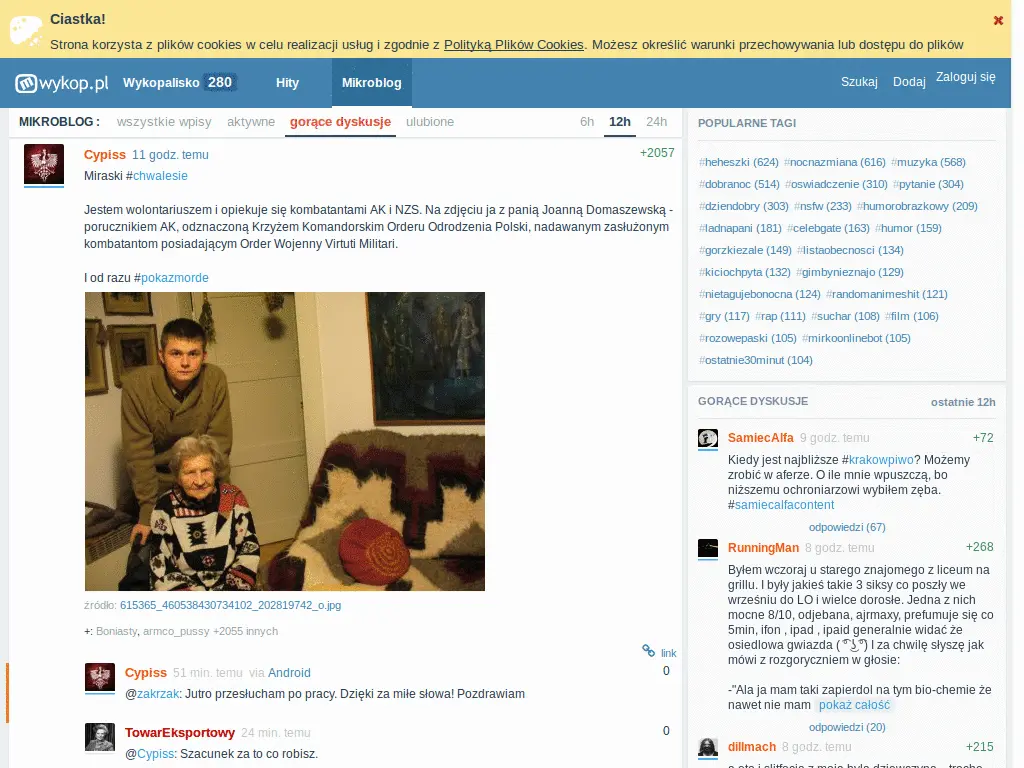 Ciastka!
Strona korzysta z plików cookies w celu realizacji usług i zgodnie z Polityką Plików Cookies. Możesz określić warunki przechowywania lub dostępu do plików
wykop.pl Wykopalisko 280 Hity Mikroblog Szukaj Dodaj Zaloguj się
MIKROBLOG : wszystkie wpisy aktywne gorące dyskusje ulubione 6h 12h 24h
Cypiss 11 godz. temu +2057
Miraski #chwalesie
Jestem wolontariuszem i opiekuje się kombatantami AK i NZS. Na zdjęciu ja z panią Joanną Domaszewską -
porucznikiem AK, odznaczoną Krzyżem Komandorskim Orderu Odrodzenia Polski, nadawanym zasłużonym
kombatantom posiadającym Order Wojenny Virtuti Militari.
I od razu #pokazmorde
źródło: 615365_460538430734102_202819742_o.jpg
+: Boniasty, armco_pussy +2055 innych
link
Cypiss 51 min. temu via Android 0
@zakrzak: Jutro przesłucham po pracy. Dzięki za miłe słowa! Pozdrawiam
TowarEksportowy 24 min. temu 0
@Cypiss: Szacunek za to co robisz.
POPULARNE TAGI
#heheszki (624) #nocnazmiana (616) #muzyka (568)
#dobranoc (514) #oswiadczenie (310) #pytanie (304)
#dziendobry (303) #nsfw (233) #humorobrazkowy (209)
#ladnapani (181) #celebgate (163) #humor (159)
#gorzkiezale (149) #listaobecnosci (134)
#kiciochpyta (132) #gimbynieznajo (129)
#nietagujebonocna (124) #randomanimeshit (121)
#gry (117) #rap (111) #suchar (108) #film (106)
#rozowepaski (105) #mirkoonlinebot (105)
#ostatnie30minut (104)
GORĄCE DYSKUSJE ostatnie 12h
SamiecAlfa 9 godz. temu +72
Kiedy jest najbliższe #krakowpiwo? Możemy
zrobić w aferze. O ile mnie wpuszczą, bo
niższemu ochroniarzowi wybiłem zęba.
#samiecalfacontent
odpowiedzi (67)
RunningMan 8 godz. temu +268
Byłem wczoraj u starego znajomego z liceum na
grillu. I były jakieś takie 3 siksy co poszły we
wrześniu do LO i wielce dorosłe. Jedna z nich
mocne 8/10, odjebana, ajrmaxy, prefumuje się co
5min, ifon , ipad , ipaid generalnie widać że
osiedlowa gwiazda ( ͡° ͜ʖ ͡°) I za chwilę słyszę jak
mówi z rozgoryczniem w głosie:
-"Ala ja mam taki zapierdol na tym bio-chemie że
nawet nie mam pokaż całość
odpowiedzi (20)
dillmach 8 godz. temu +215